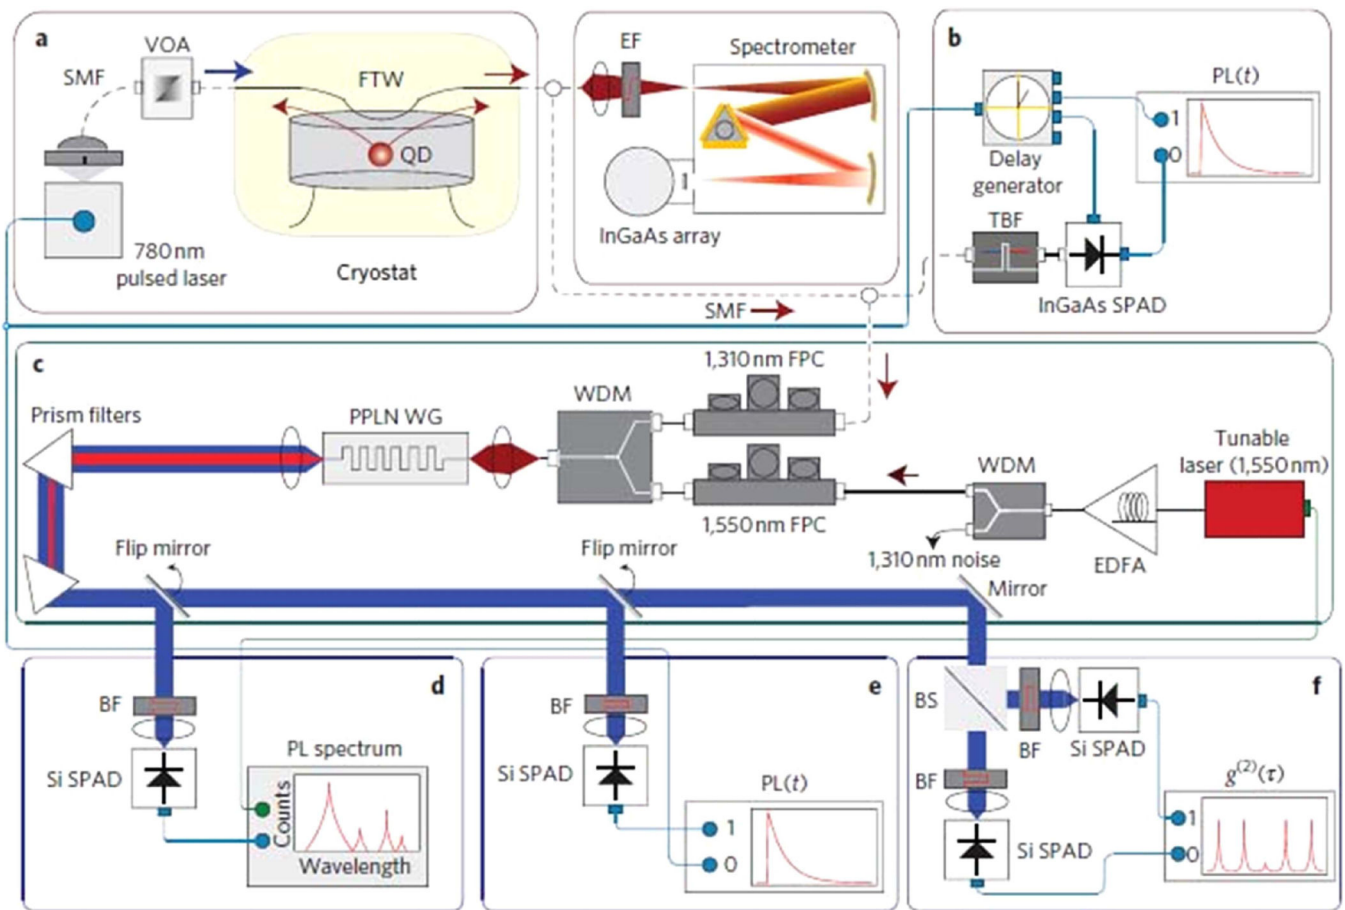 a
VOA
SMF
FTW
QD
780 nm
pulsed laser
Cryostat
EF
Spectrometer
InGaAs array
b
PL(t)
1
0
Delay
generator
TBF
InGaAs SPAD
SMF
c
1,310 nm FPC
WDM
Prism filters
PPLN WG
Tunable
laser (1,550 nm)
WDM
1,550 nm FPC
Flip mirror
Flip mirror
1,310 nm noise
EDFA
Mirror
d
BF
PL spectrum
Si SPAD
Counts
Wavelength
e
BF
Si SPAD
PL(t)
1
0
f
BS
BF
Si SPAD
BF
g(2)(τ)
1
0
Si SPAD